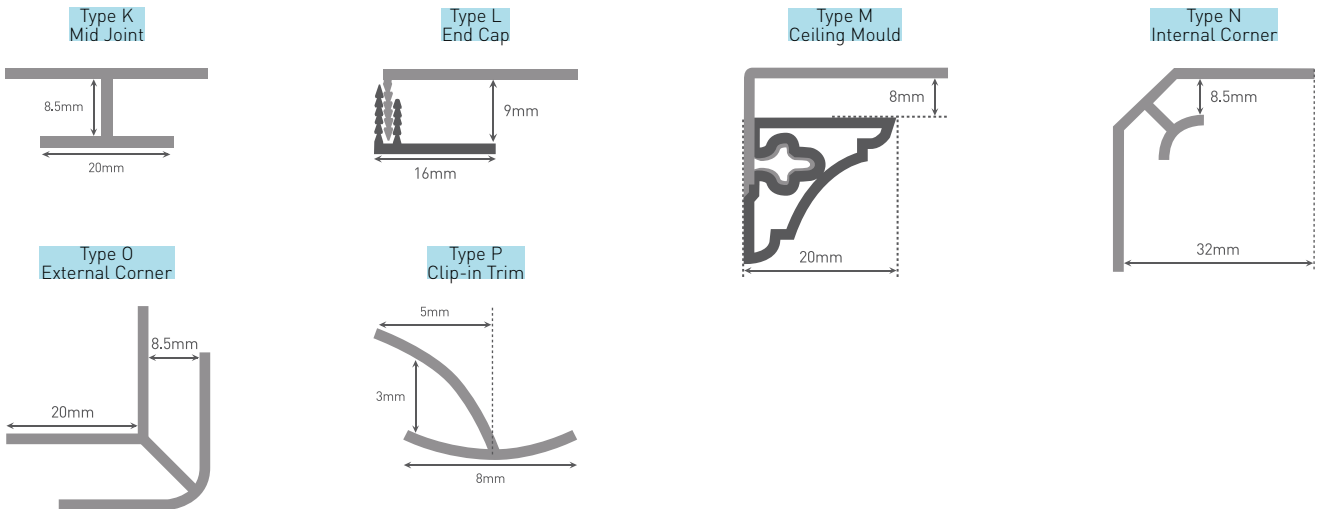 Type K
Mid Joint
8.5mm
20mm
Type L
End Cap
9mm
16mm
Type M
Ceiling Mould
8mm
20mm
Type N
Internal Corner
8.5mm
32mm
Type O
External Corner
8.5mm
20mm
Type P
Clip-in Trim
5mm
3mm
8mm